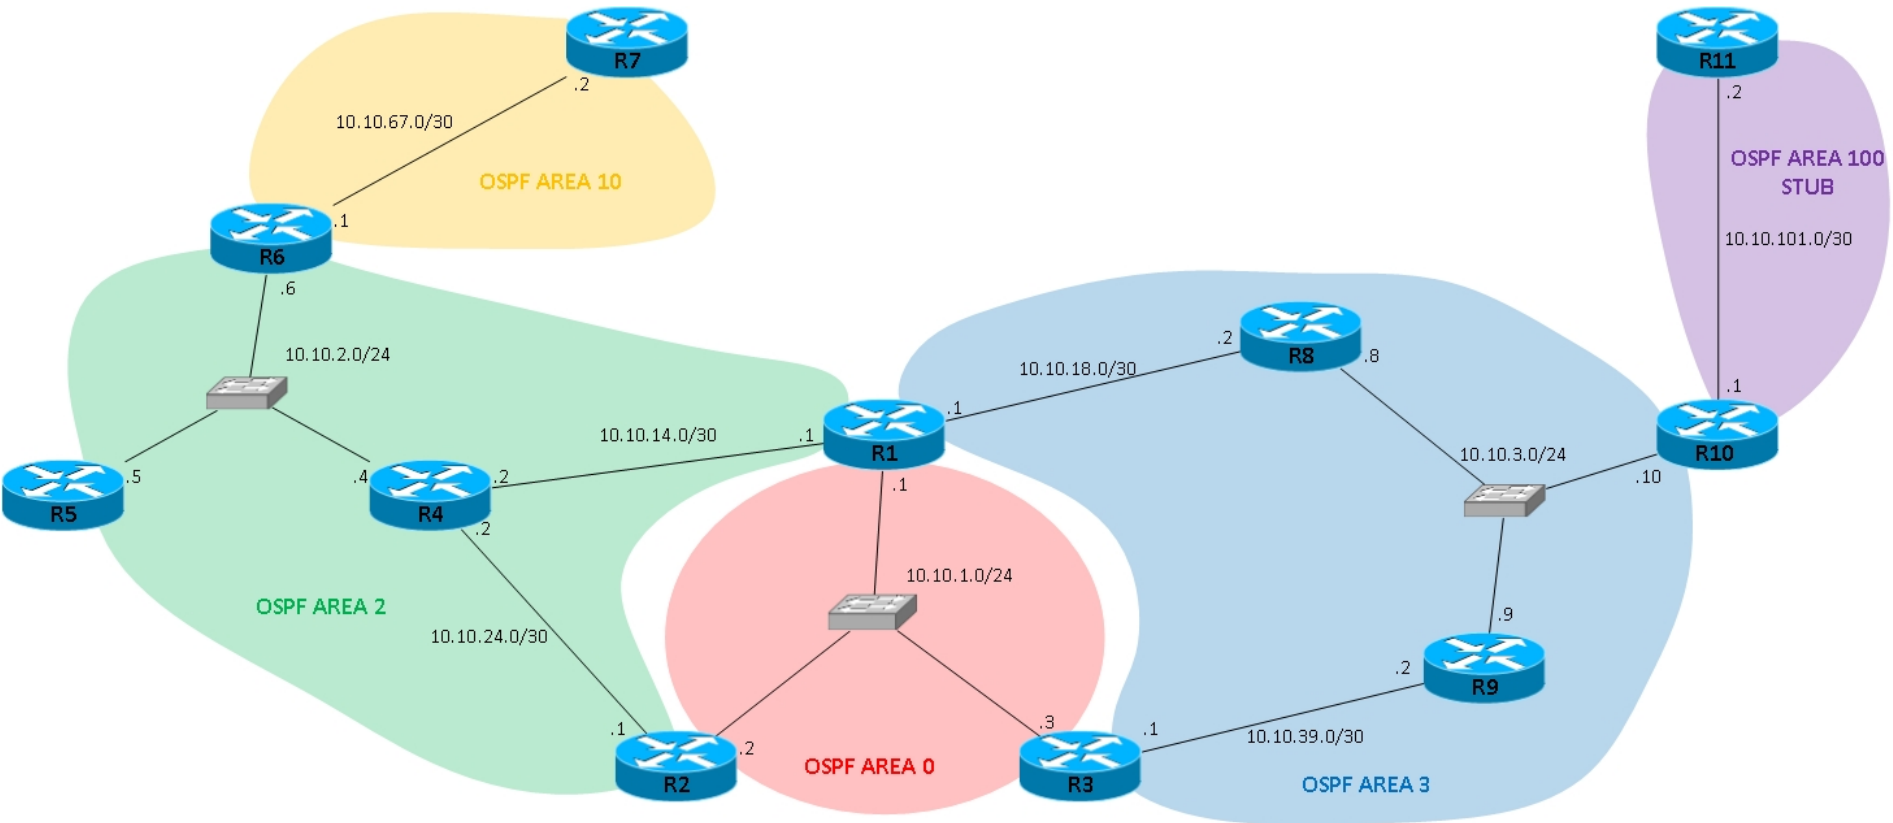 R7
.2
10.10.67.0/30
OSPF AREA 10
.1
R6
.6
10.10.2.0/24
.5
R5
.4
R4
.2
.2
10.10.14.0/30
.1
R1
.1
.1
10.10.18.0/30
.2
R8
.8
OSPF AREA 2
10.10.24.0/30
.1
R2
.2
10.10.1.0/24
OSPF AREA 0
.3
R3
.1
10.10.39.0/30
.2
R9
.9
10.10.3.0/24
.10
R10
.1
OSPF AREA 3
R11
.2
OSPF AREA 100
STUB
10.10.101.0/30